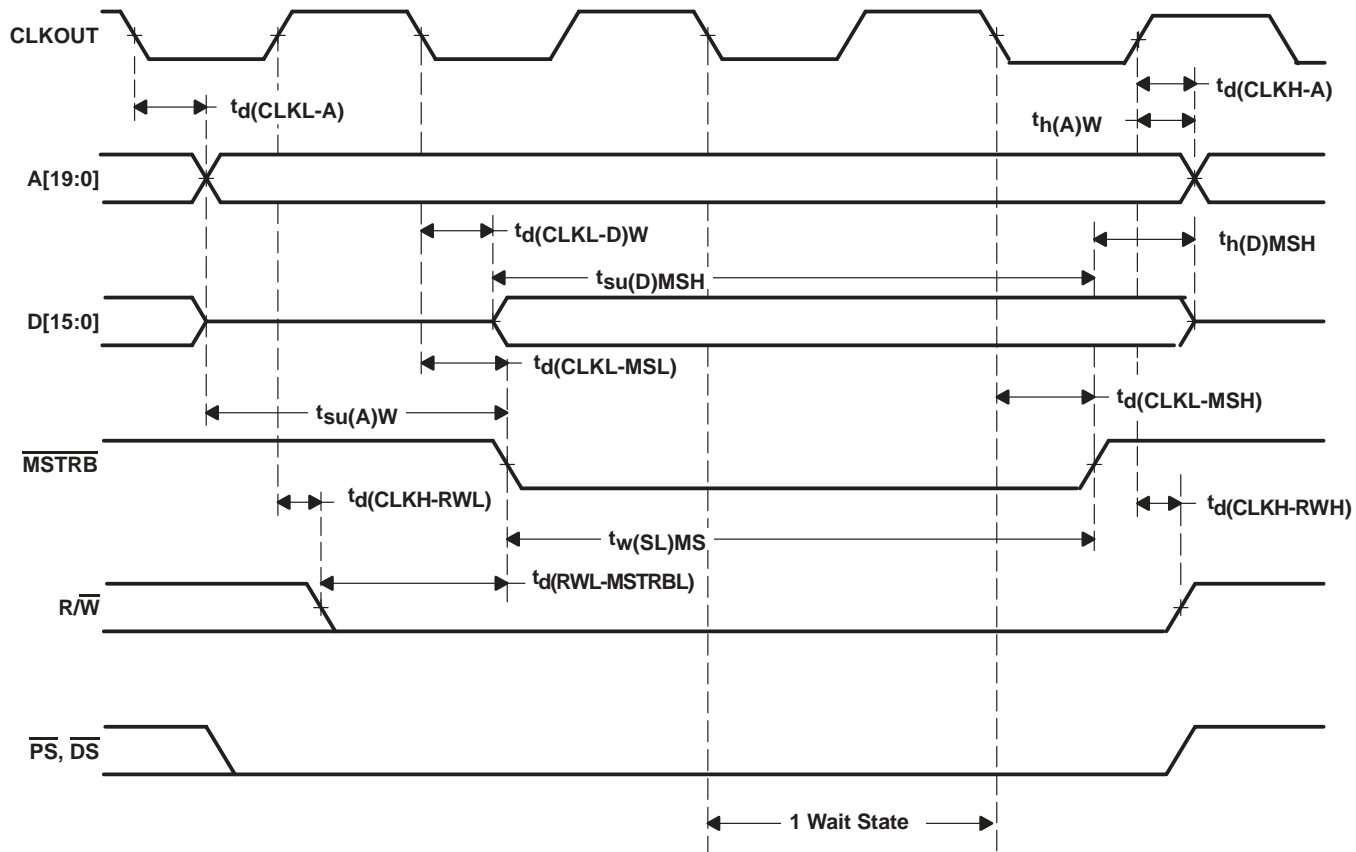 CLKOUT
td(CLKL-A)
td(CLKH-A)
th(A)W
A[19:0]
td(CLKL-D)W
th(D)MSH
tsu(D)MSH
D[15:0]
td(CLKL-MSL)
td(CLKL-MSH)
tsu(A)W
MSTRB
td(CLKH-RWL)
td(CLKH-RWH)
tw(SL)MS
td(RWL-MSTRBL)
R/W
PS, DS
1 Wait State